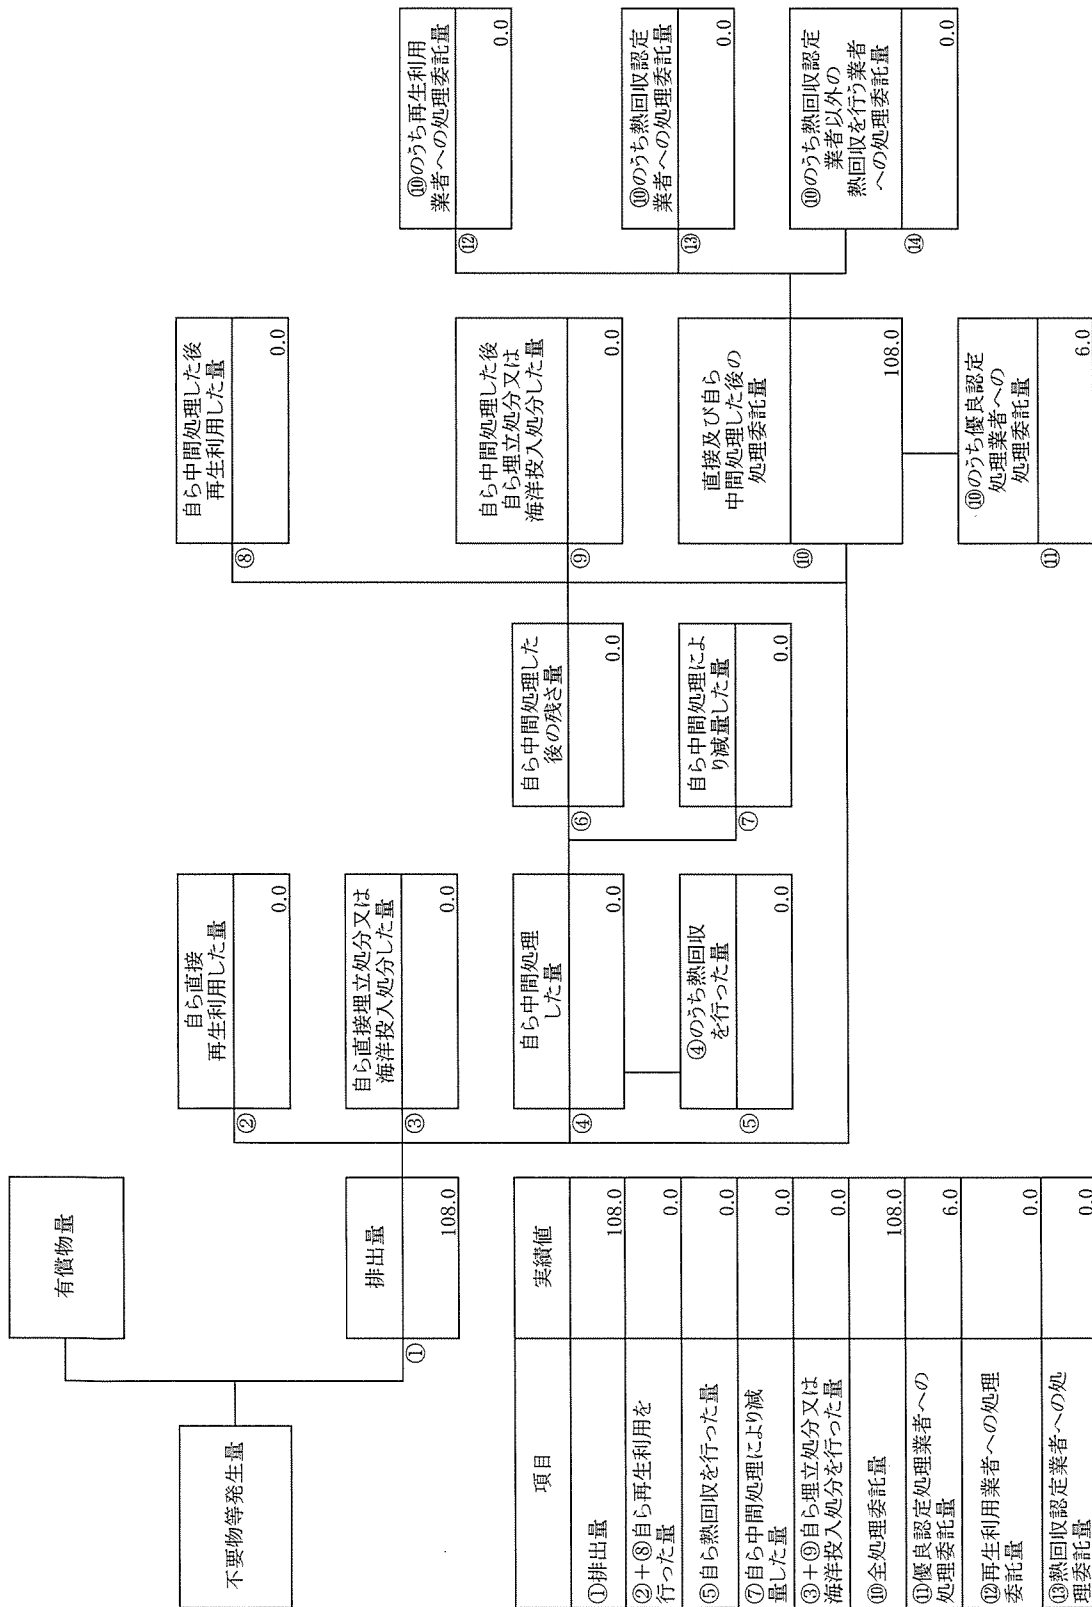 不要物等発生量
有償物量
排出量
①
108.0
自ら直接
再生利用した量
②
0.0
自ら直接埋立処分又は
海洋投入処分した量
③
0.0
自ら中間処理
した量
④
0.0
④のうち熱回収
を行った量
⑤
0.0
自ら中間処理した
後の残さ量
⑥
0.0
自ら中間処理によ
り減量した量
⑦
0.0
自ら中間処理した後
再生利用した量
⑧
0.0
自ら中間処理した後
自ら埋立処分又は
海洋投入処分した量
⑨
0.0
直接及び自ら
中間処理した後の
処理委託量
⑩
108.0
⑩のうち優良認定
処理業者への
処理委託量
⑪
6.0
⑩のうち再生利用
業者への処理委託量
⑫
0.0
⑩のうち熱回収認定
業者への処理委託量
⑬
0.0
⑩のうち熱回収認定
業者以外の
熱回収を行う業者
への処理委託量
⑭
0.0
項目 実績値
①排出量 108.0
②+⑧自ら再生利用を
行った量 0.0
⑤自ら熱回収を行った量 0.0
⑦自ら中間処理により減
量した量 0.0
③+⑨自ら埋立処分又は
海洋投入処分を行った量 0.0
⑩全処理委託量 108.0
⑪優良認定処理業者への
処理委託量 6.0
⑫再生利用業者への処理
委託量 0.0
⑬熱回収認定業者への処
理委託量 0.0